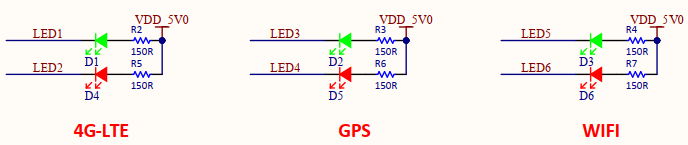 VDD_5V0
LED1
R2
150R
D1
LED2
R5
150R
D4
4G-LTE
VDD_5V0
LED3
R3
150R
D2
LED4
R6
150R
D5
GPS
VDD_5V0
LED5
R4
150R
D3
LED6
R7
150R
D6
WIFI